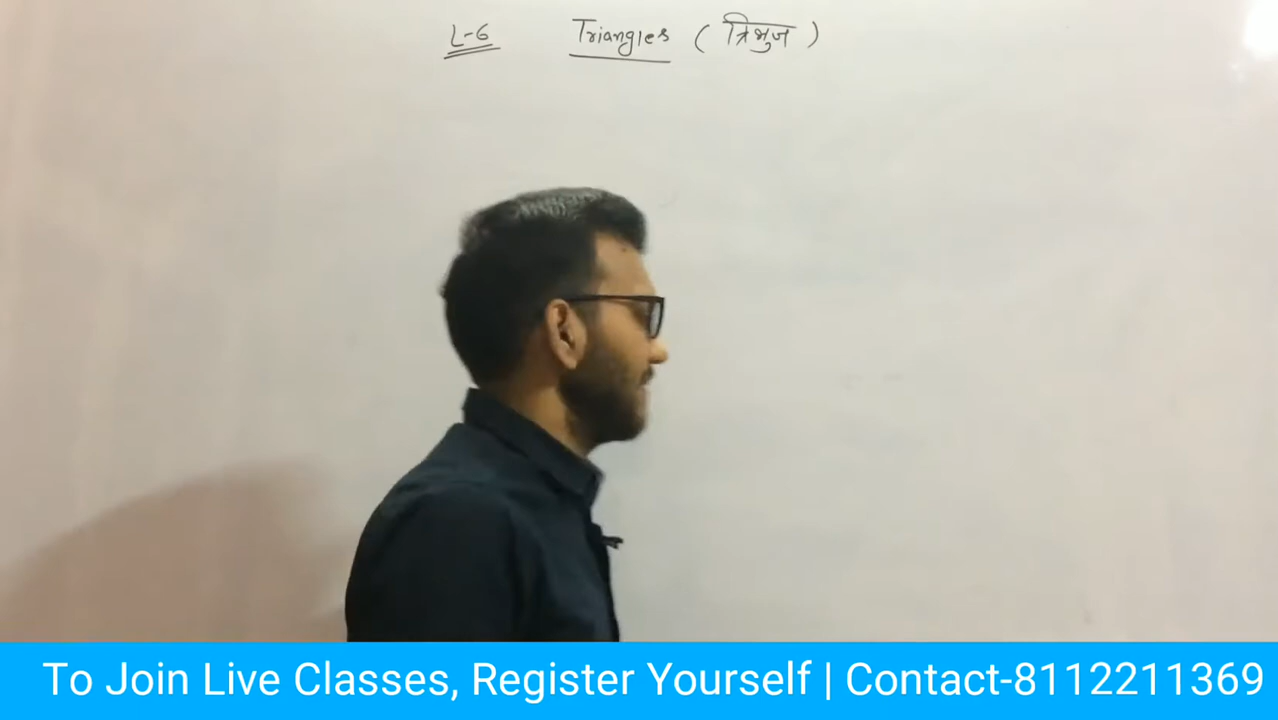 L-6 Triangles ( त्रिभुज )
To Join Live Classes, Register Yourself | Contact-8112211369